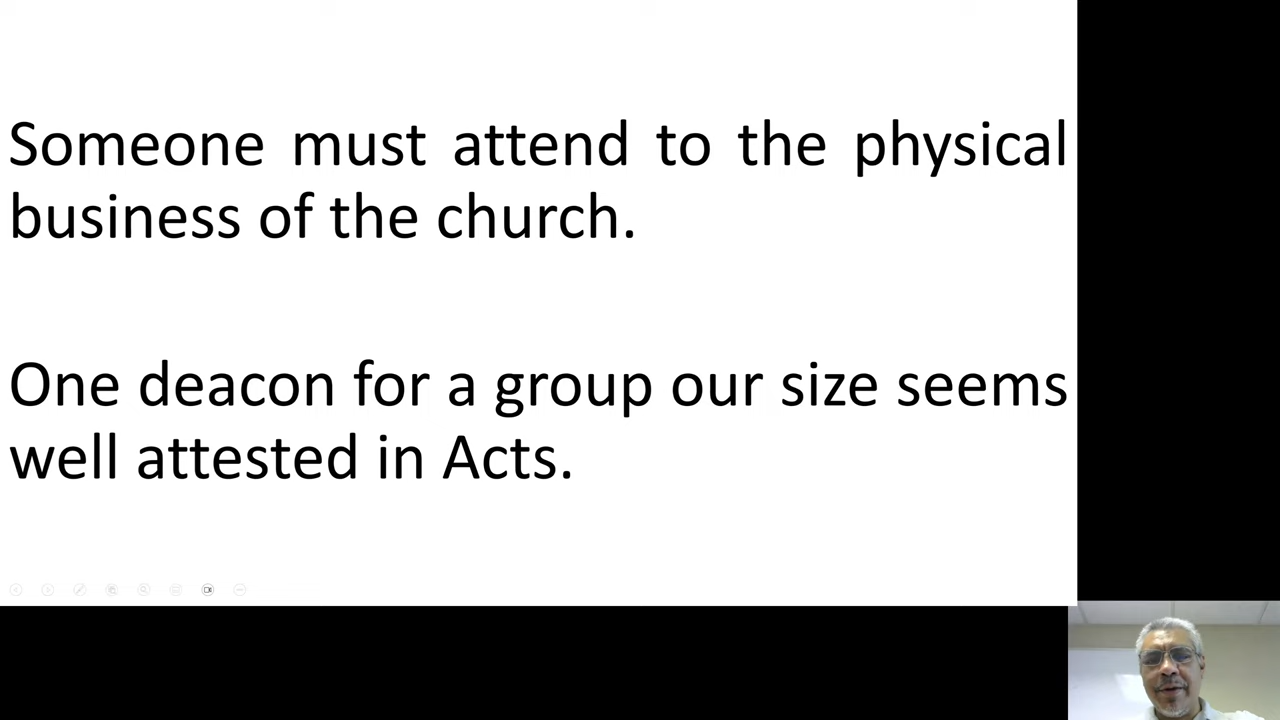 Someone must attend to the physical
business of the church.
One deacon for a group our size seems
well attested in Acts.